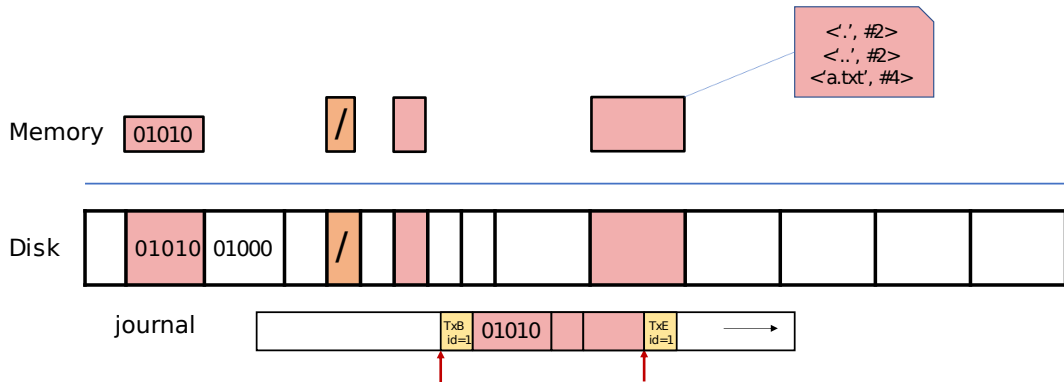 <'.', #2>
<'..', #2>
<'a.txt', #4>
Memory
01010
/
Disk
01010
01000
/
journal
TxB
id=1
01010
TxE
id=1